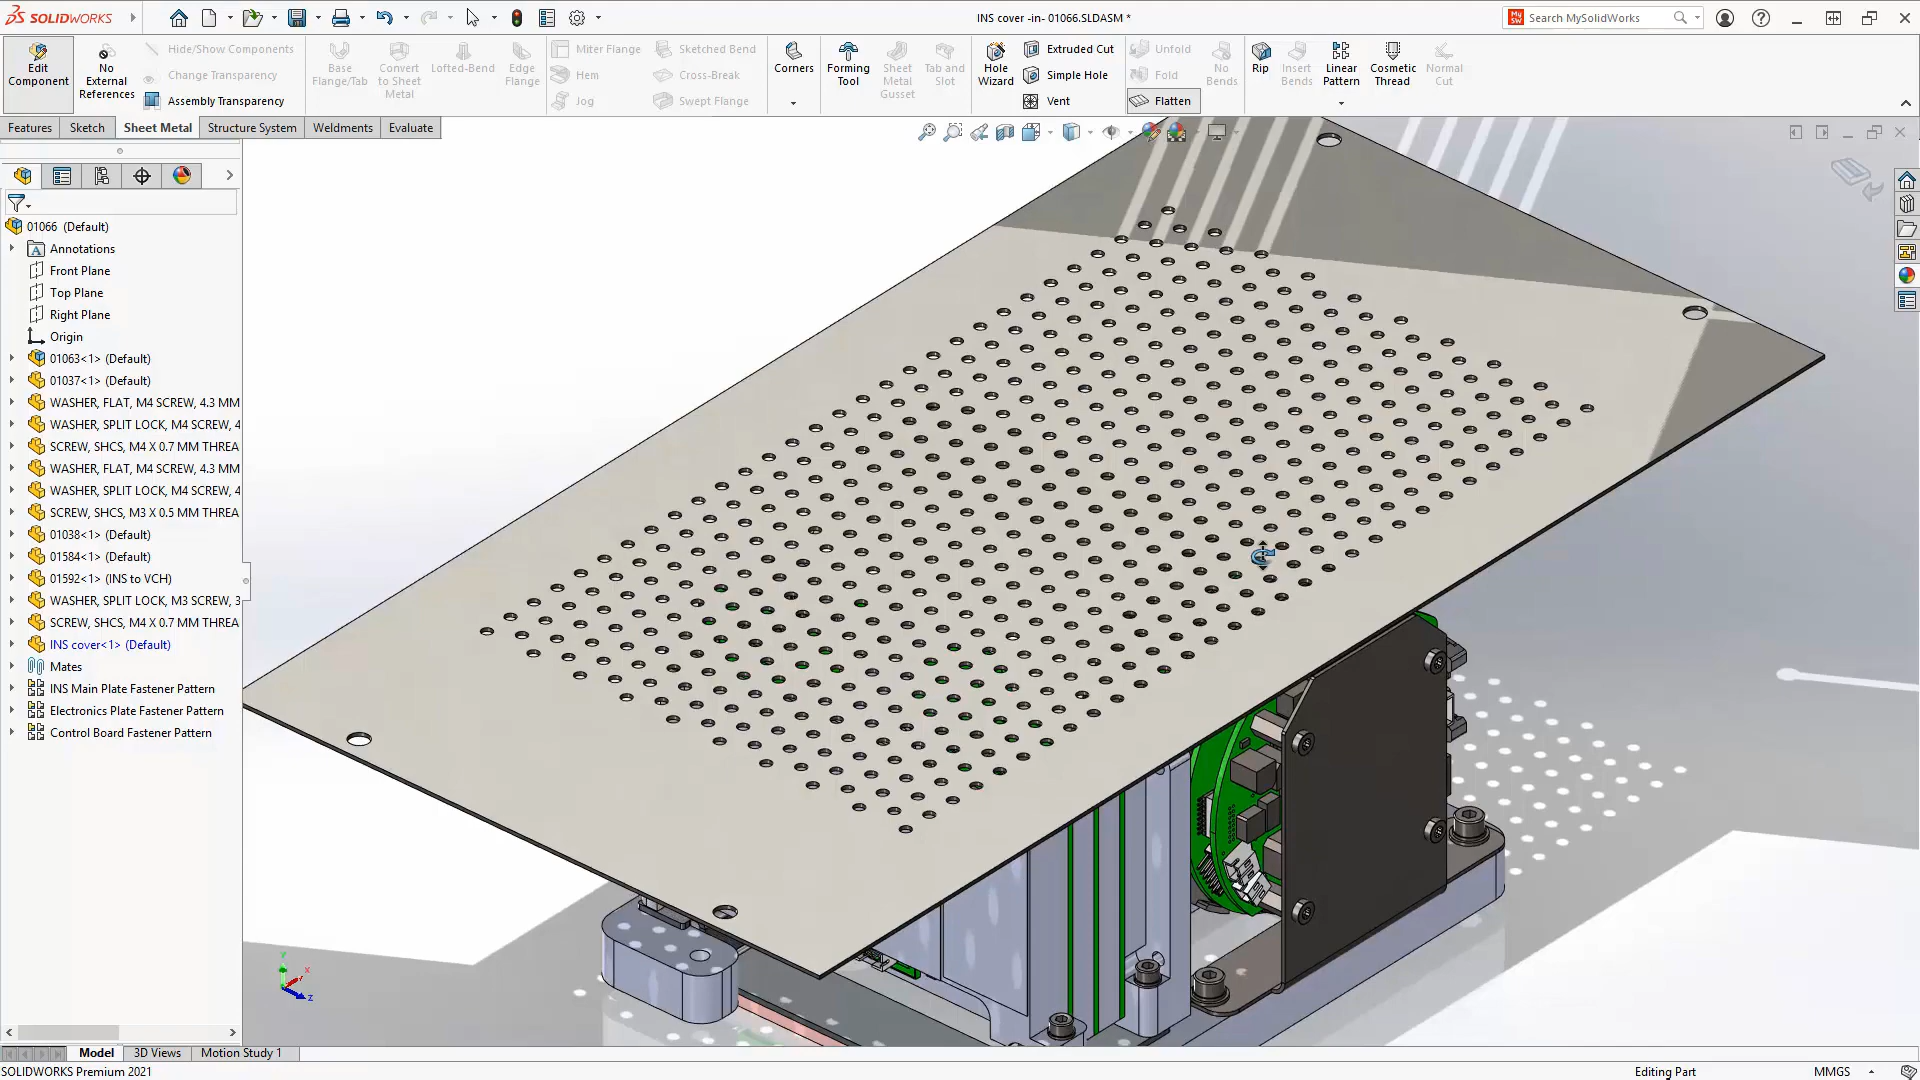 SOLIDWORKS
INS cover -in- 01066.SLDASM *
MY SW
Search MySolidWorks
Edit Component
No External References
Hide/Show Components
Change Transparency
Assembly Transparency
Base Flange/Tab
Convert to Sheet Metal
Lofted-Bend
Edge Flange
Miter Flange
Hem
Jog
Sketched Bend
Cross-Break
Swept Flange
Corners
Forming Tool
Sheet Metal Gusset
Tab and Slot
Hole Wizard
Extruded Cut
Simple Hole
Vent
Unfold
Fold
Flatten
No Bends
Rip
Insert Bends
Linear Pattern
Cosmetic Thread
Normal Cut
Features
Sketch
Sheet Metal
Structure System
Weldments
Evaluate
01066 (Default)
A Annotations
Front Plane
Top Plane
Right Plane
Origin
01063<1> (Default)
01037<1> (Default)
WASHER, FLAT, M4 SCREW, 4.3 MM
WASHER, SPLIT LOCK, M4 SCREW, 4
SCREW, SHCS, M4 X 0.7 MM THREA
WASHER, FLAT, M4 SCREW, 4.3 MM
WASHER, SPLIT LOCK, M4 SCREW, 4
SCREW, SHCS, M3 X 0.5 MM THREA
01038<1> (Default)
01584<1> (Default)
01592<1> (INS to VCH)
WASHER, SPLIT LOCK, M3 SCREW, 3
SCREW, SHCS, M4 X 0.7 MM THREA
INS cover<1> (Default)
Mates
INS Main Plate Fastener Pattern
Electronics Plate Fastener Pattern
Control Board Fastener Pattern
Y
X
Z
Model
3D Views
Motion Study 1
SOLIDWORKS Premium 2021
Editing Part
MMGS